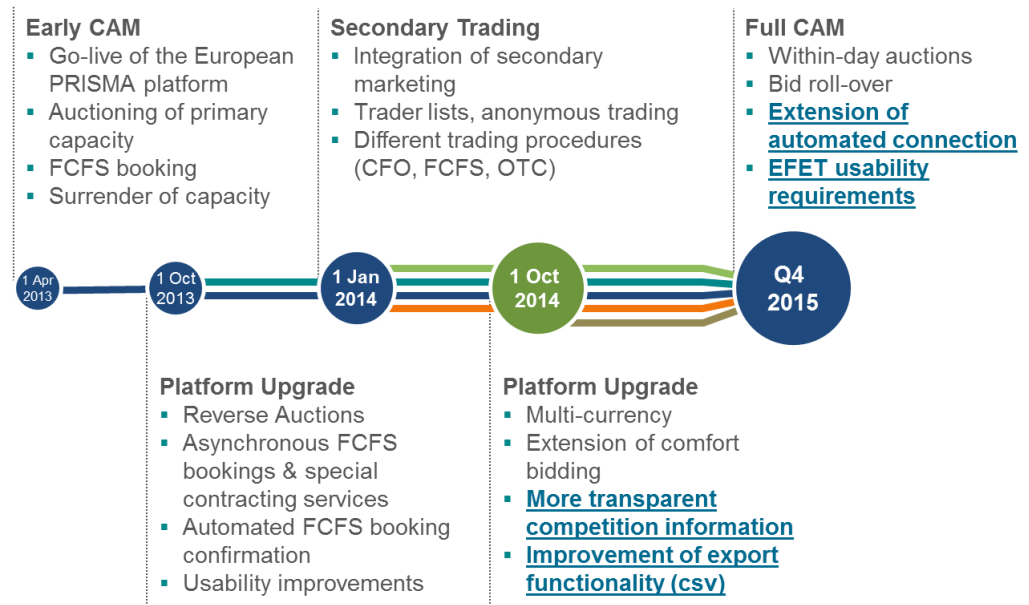 Early CAM
▪ Go-live of the European
PRISMA platform
▪ Auctioning of primary
capacity
▪ FCFS booking
▪ Surrender of capacity
Secondary Trading
▪ Integration of secondary
marketing
▪ Trader lists, anonymous trading
▪ Different trading procedures
(CFO, FCFS, OTC)
Full CAM
▪ Within-day auctions
▪ Bid roll-over
▪ Extension of
automated connection
▪ EFET usability
requirements
1 Apr
2013
1 Oct
2013
1 Jan
2014
1 Oct
2014
Q4
2015
Platform Upgrade
▪ Reverse Auctions
▪ Asynchronous FCFS
bookings & special
contracting services
▪ Automated FCFS booking
confirmation
▪ Usability improvements
Platform Upgrade
▪ Multi-currency
▪ Extension of comfort
bidding
▪ More transparent
competition information
▪ Improvement of export
functionality (csv)